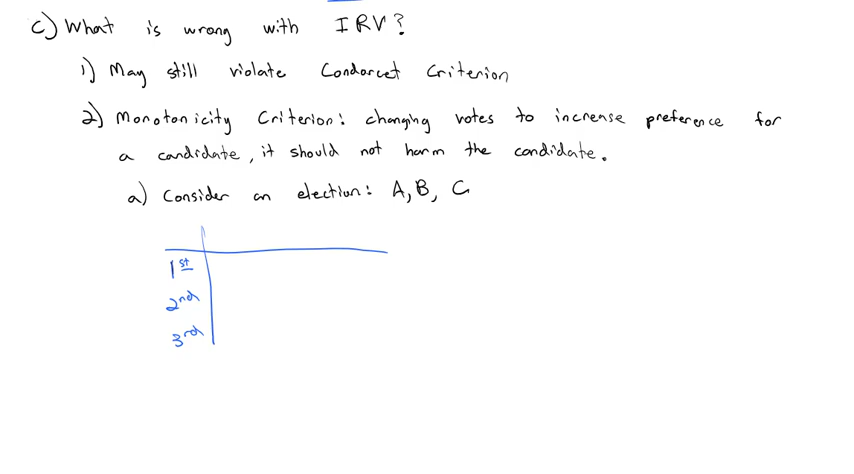 c) What is wrong with IRV?
1) May still violate Condorcet Criterion
2) Monotonicity Criterion: changing votes to increase preference for
a candidate, it should not harm the candidate.
a) Consider an election: A, B, C
1st
2nd
3rd